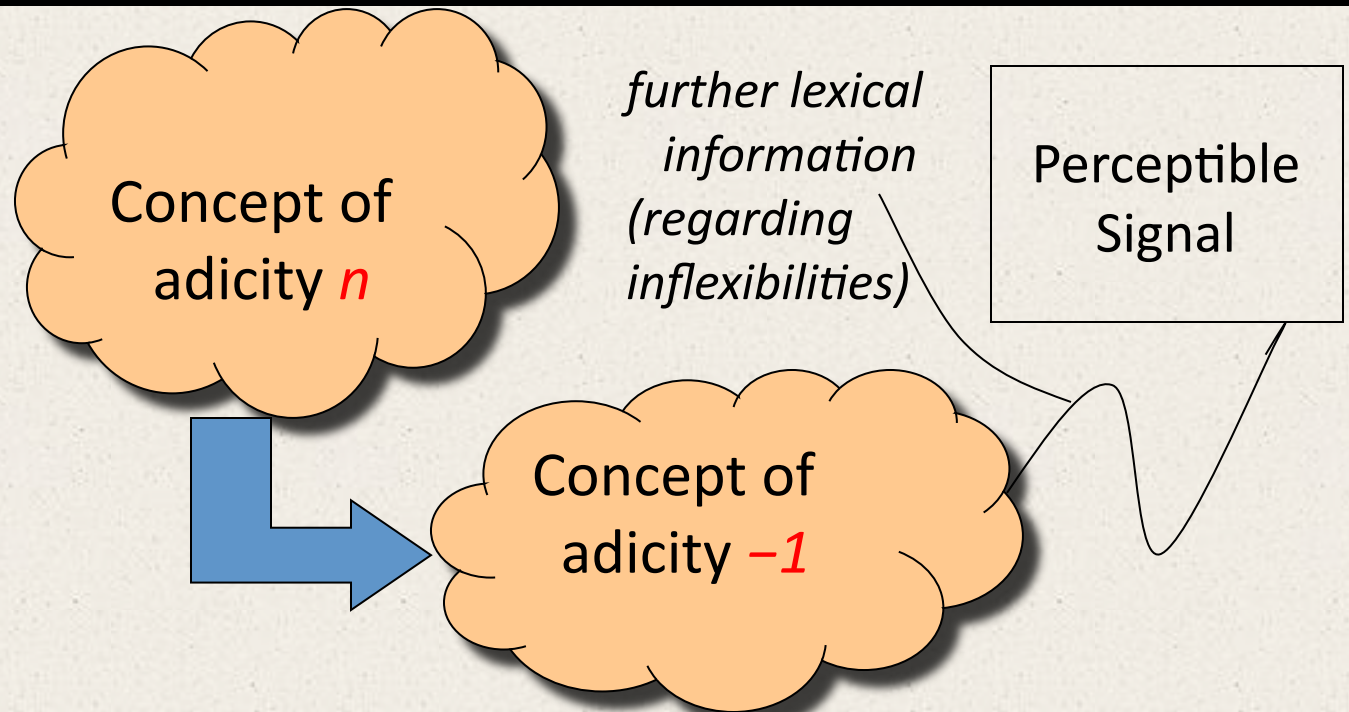 Concept of
adicity n
further lexical
information
(regarding
inflexibilities)
Perceptible
Signal
Concept of
adicity −1